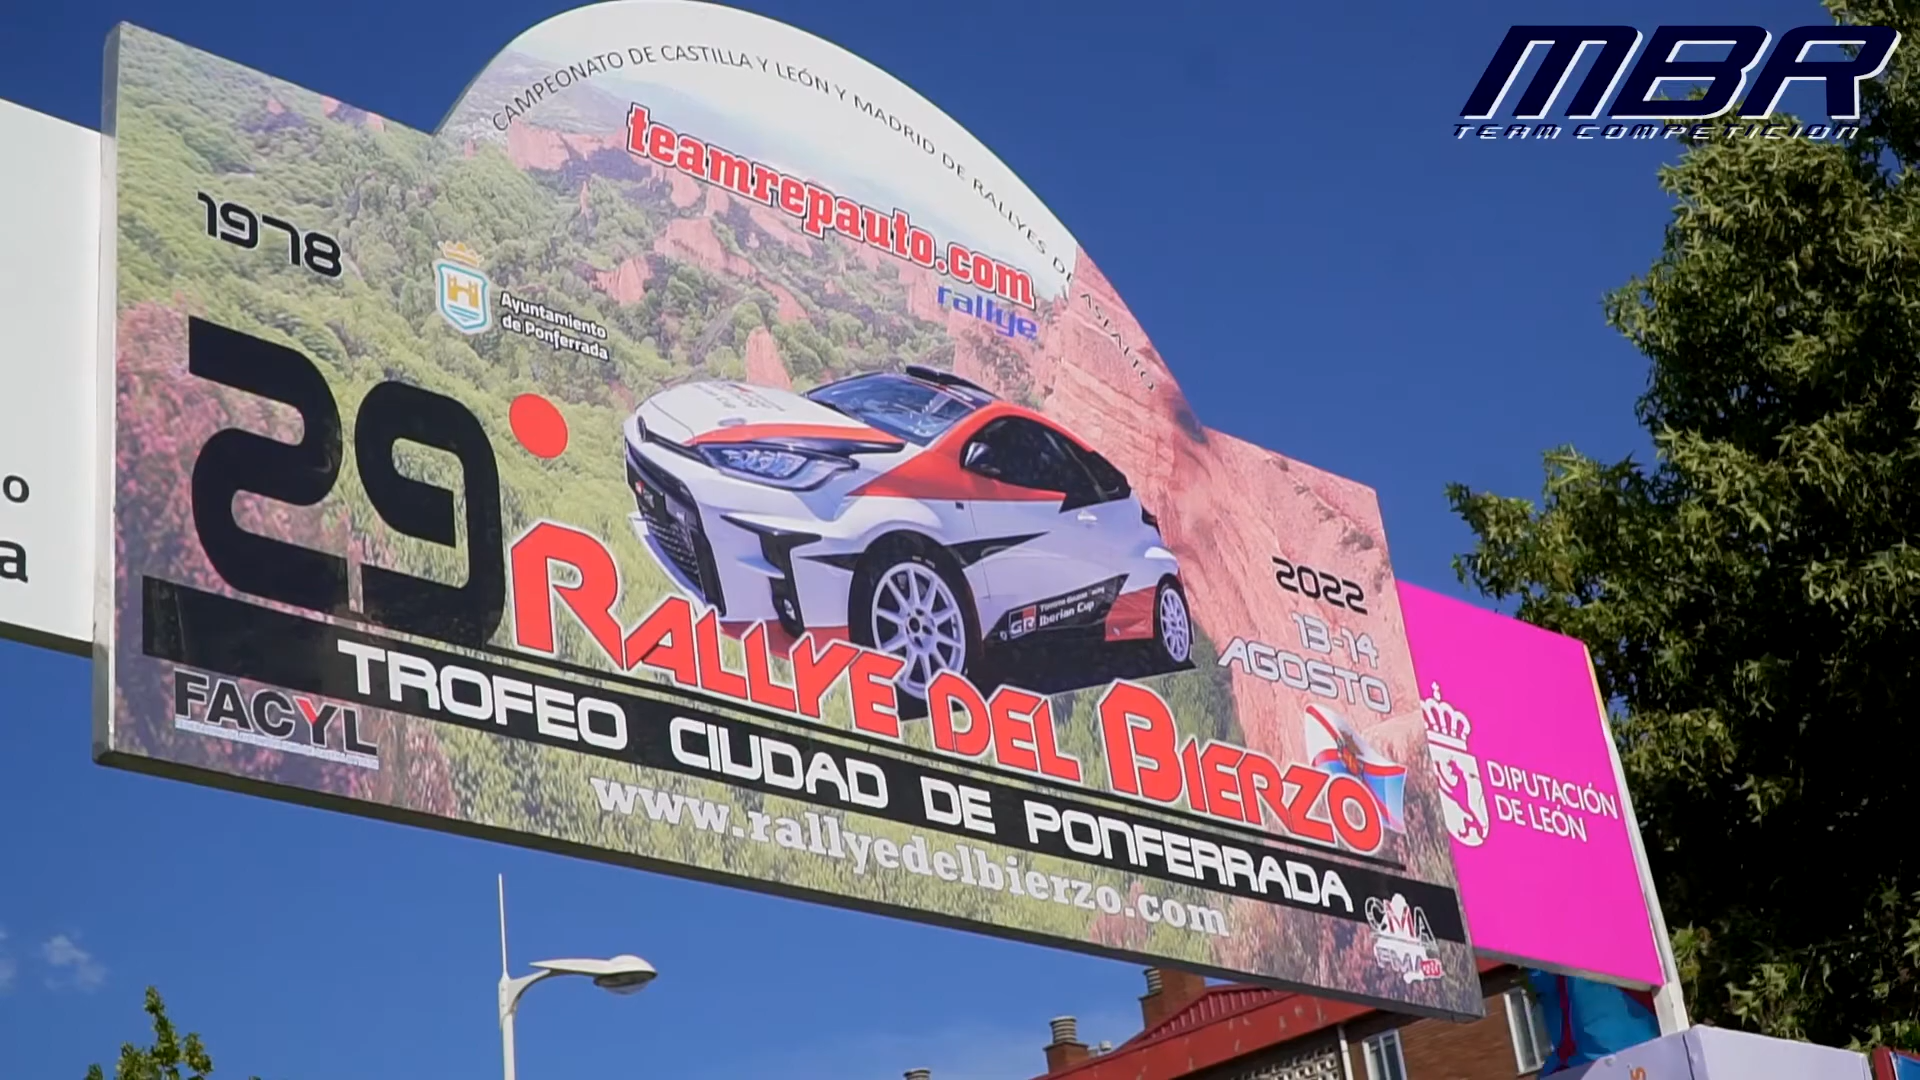 MBR
TEAM COMPETICION
CAMPEONATO DE CASTILLA Y LEÓN Y MADRID DE RALLYES DE ASFALTO
teamrepauto.com
rallye
1978
Ayuntamiento
de Ponferrada
29
RALLYE DEL BIERZO
GR
Iberian Cup
2022
13-14
AGOSTO
TROFEO CIUDAD DE PONFERRADA
FACYL
www.rallyedelbierzo.com
CMA
FMA
DIPUTACIÓN
DE LEÓN
o
a